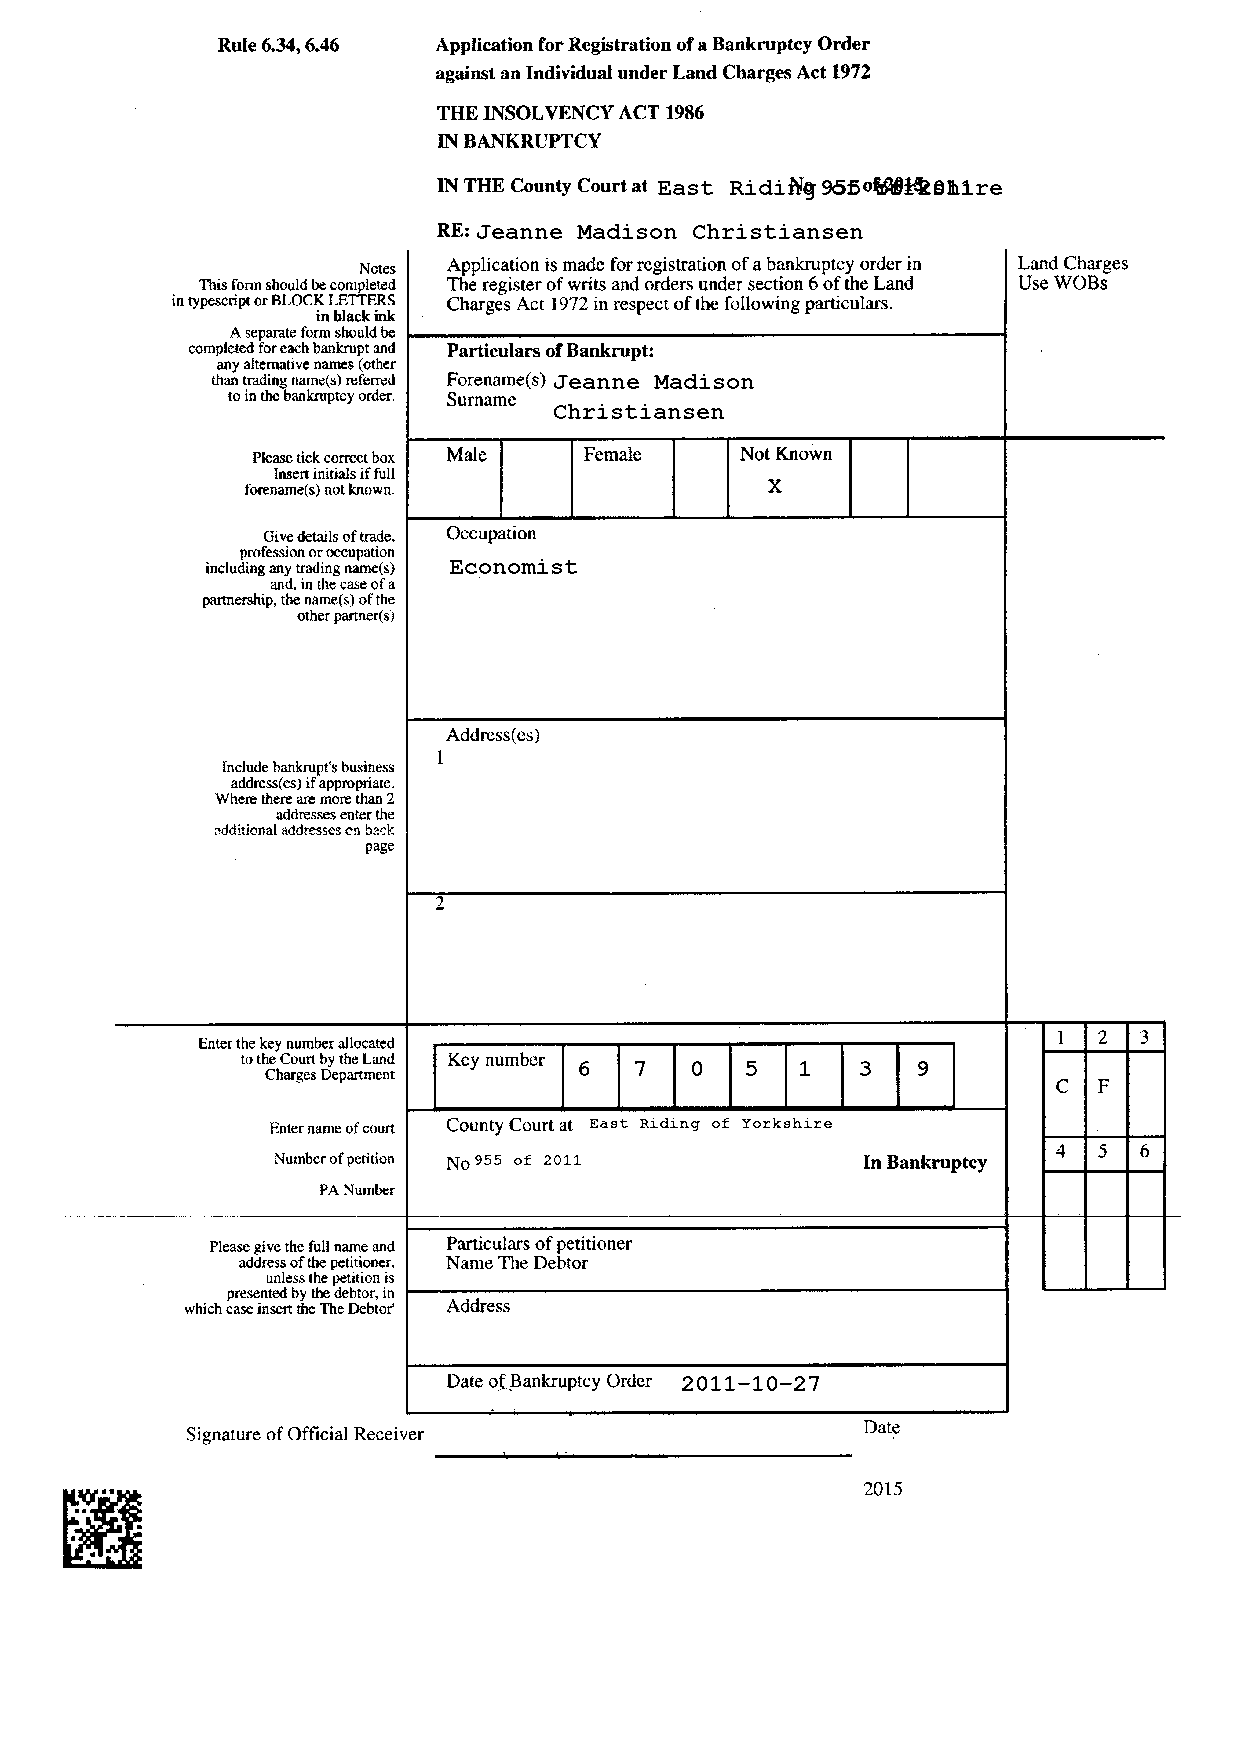 Rule 6.34, 6.46
Application for Registration of a Bankruptcy Order
against an Individual under Land Charges Act 1972
THE INSOLVENCY ACT 1986
IN BANKRUPTCY
IN THE County Court at East Riding
RE: Jeanne Madison Christiansen
Notes
This form should be completed
in typescript or BLOCK LETTERS
in black ink
A separate form should be
completed for each bankrupt and
any alternative names (other
than trading name(s) referred
to in the bankruptcy order.
Application is made for registration of a bankruptcy order in
The register of writs and orders under section 6 of the Land
Charges Act 1972 in respect of the following particulars.
Land Charges
Use WOBs
Particulars of Bankrupt:
Forename(s) Jeanne Madison
Surname
Christiansen
Please tick correct box
Insert initials if full
forename(s) not known.
Male Female Not Known
X
Give details of trade,
profession or occupation
including any trading name(s)
and, in the case of a
partnership, the name(s) of the
other partner(s)
Occupation
Economist
Include bankrupt's business
address(es) if appropriate.
Where there are more than 2
addresses enter the
additional addresses on back
page
Address(es)
1
2
Enter the key number allocated
to the Court by the Land
Charges Department
Key number 6 7 0 5 1 3 9
1 2 3
C F
Enter name of court
County Court at East Riding of Yorkshire
Number of petition
No 955 of 2011
In Bankruptcy
4 5 6
PA Number
Please give the full name and
address of the petitioner,
unless the petition is
presented by the debtor, in
which case insert the The Debtor'
Particulars of petitioner
Name The Debtor
Address
Date of Bankruptcy Order 2011-10-27
Signature of Official Receiver
Date
2015